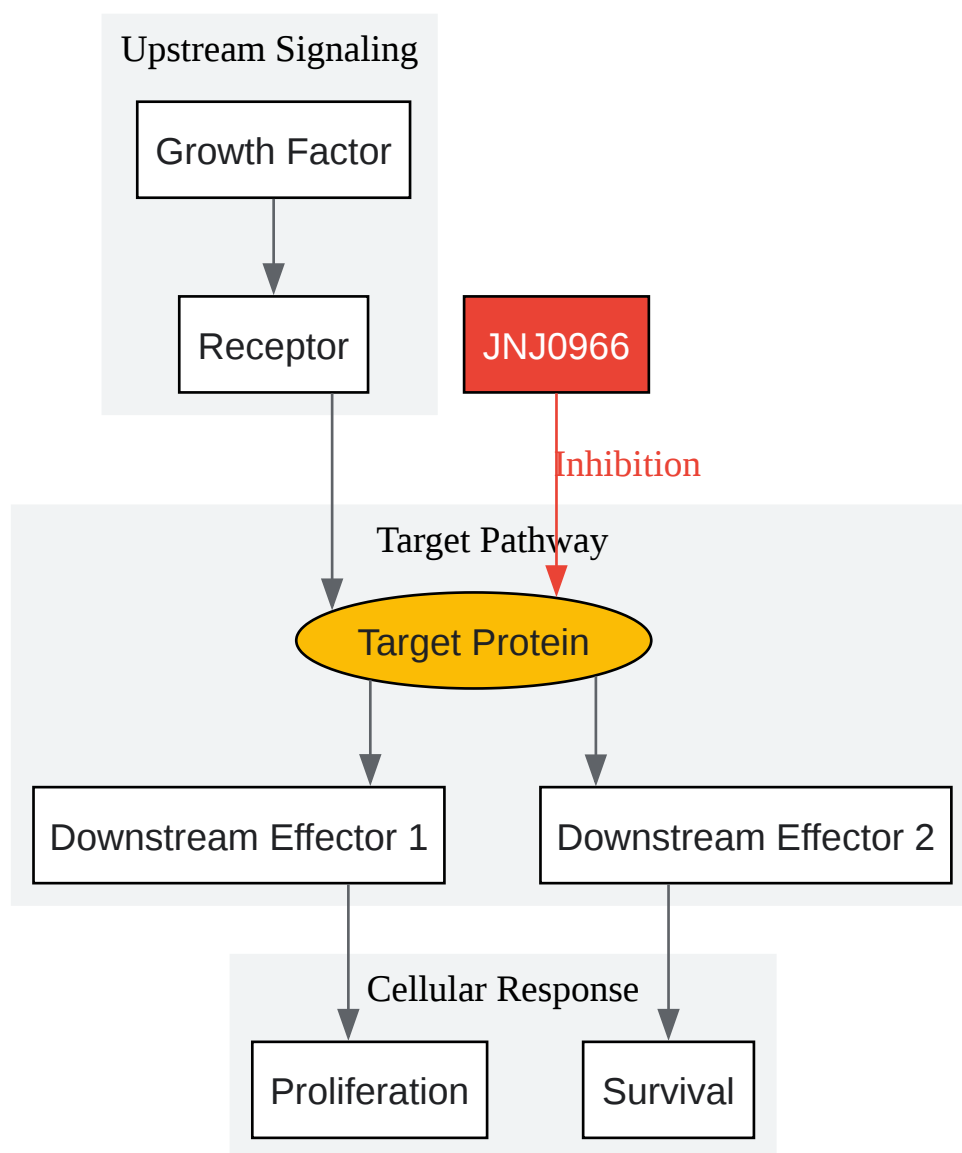 Upstream Signaling
Growth Factor
Receptor
JNJ0966
Inhibition
Target Pathway
Target Protein
Downstream Effector 1
Downstream Effector 2
Cellular Response
Proliferation
Survival